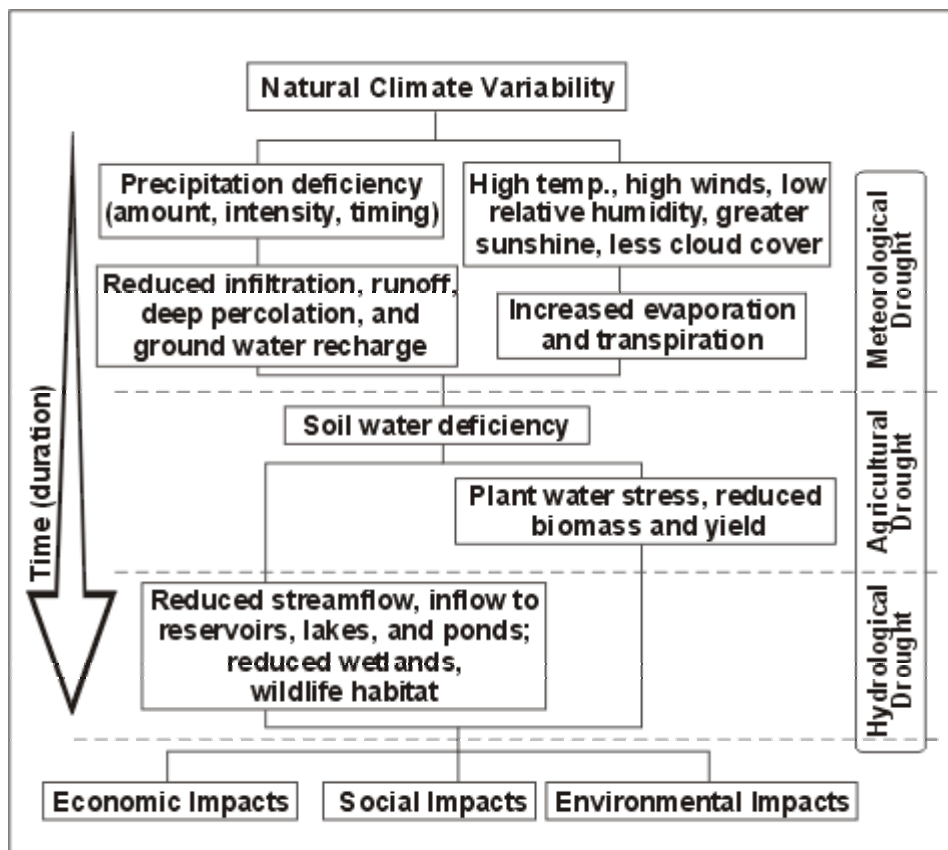 Natural Climate Variability
Precipitation deficiency
(amount, intensity, timing)
High temp., high winds, low
relative humidity, greater
sunshine, less cloud cover
Reduced infiltration, runoff,
deep percolation, and
ground water recharge
Increased evaporation
and transpiration
Meteorological
Drought
Time (duration)
Soil water deficiency
Plant water stress, reduced
biomass and yield
Agricultural
Drought
Reduced streamflow, inflow to
reservoirs, lakes, and ponds;
reduced wetlands,
wildlife habitat
Hydrological
Drought
Economic Impacts
Social Impacts
Environmental Impacts